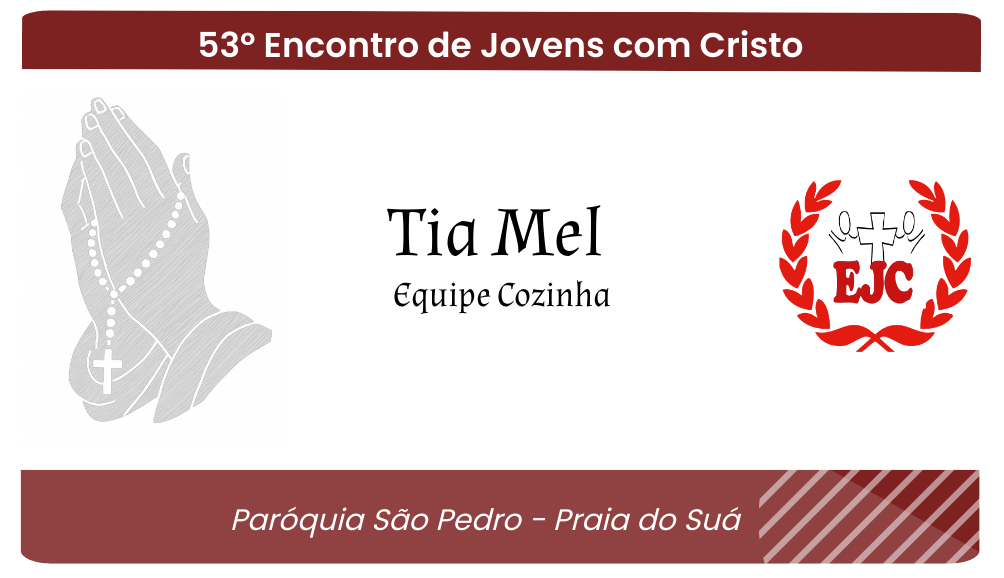 53º Encontro de Jovens com Cristo
Tia Mel
Equipe Cozinha
EJC
Paróquia São Pedro - Praia do Suá